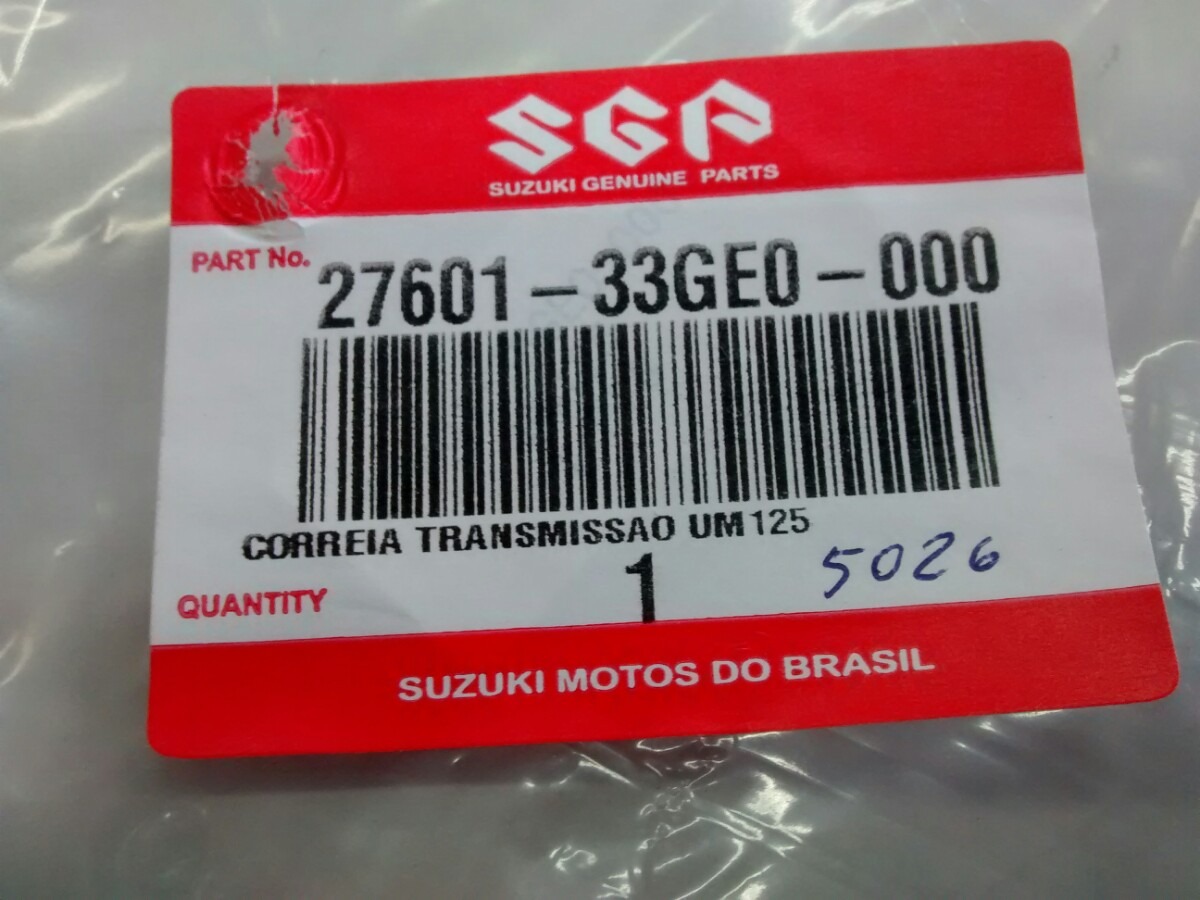 SGP
SUZUKI GENUINE PARTS
PART No. 27601-33GE0-000
CORREIA TRANSMISSAO UM125
5026
QUANTITY 1
SUZUKI MOTOS DO BRASIL